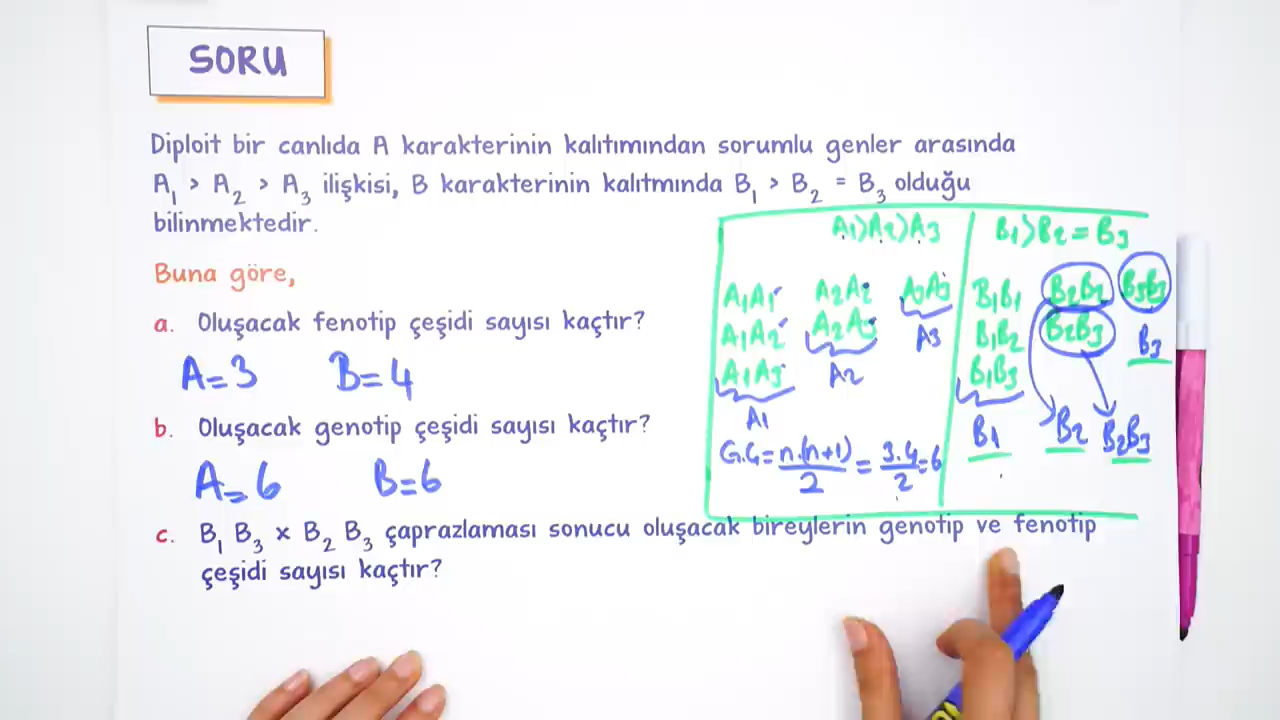 SORU
Diploit bir canlıda A karakterinin kalıtımından sorumlu genler arasında
A₁ > A₂ > A₃ ilişkisi, B karakterinin kalıtmında B₁ > B₂ = B₃ olduğu
bilinmektedir.
Buna göre,
a. Oluşacak fenotip çeşidi sayısı kaçtır?
A=3 B=4
b. Oluşacak genotip çeşidi sayısı kaçtır?
A=6 B=6
c. B₁ B₃ x B₂ B₃ çaprazlaması sonucu oluşacak bireylerin genotip ve fenotip
çeşidi sayısı kaçtır?
A1>A2>A3
A1A1 A2A2 A3A3
A1A2 A2A3 A3
A1A3 A2
A1
G.Ç=n.(n+1)/2=3.4/2=6
B1>B2=B3
B1B1 B2B2 B3B3
B1B2 B2B3 B3
B1B3
B1 B2 B2B3